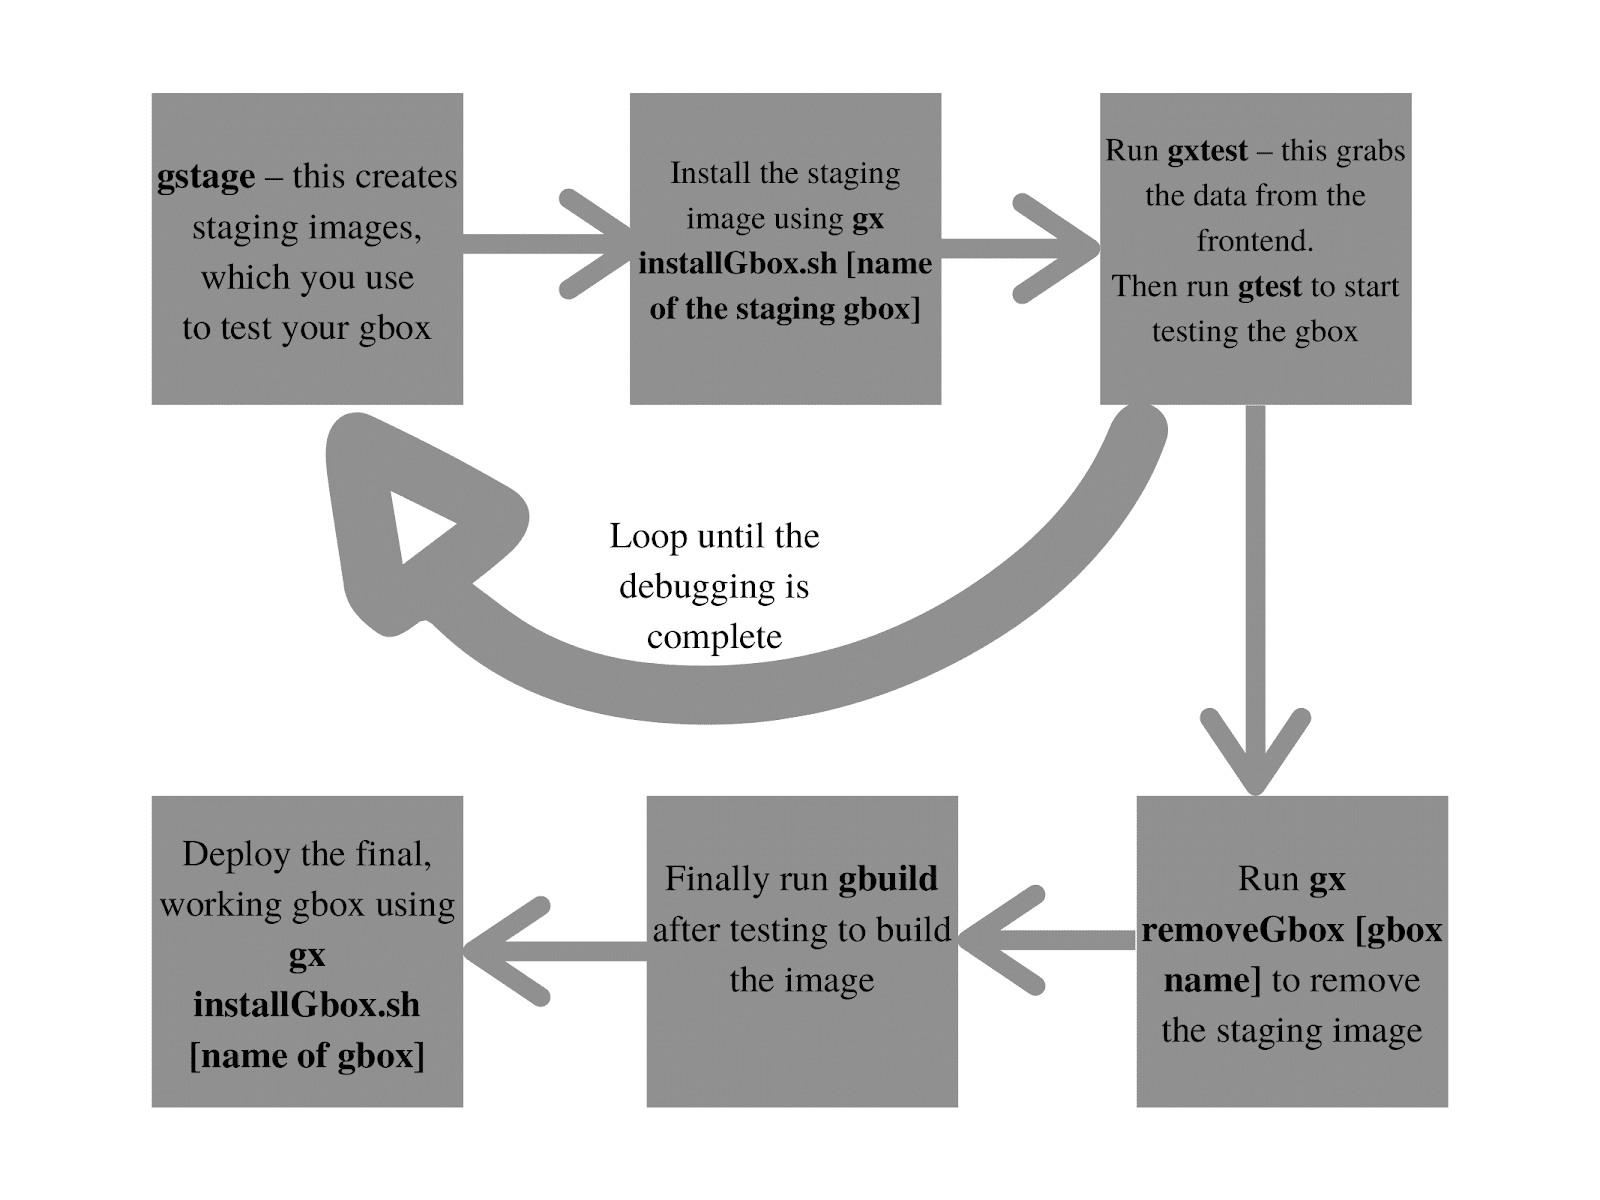 gstage – this creates
staging images,
which you use
to test your gbox
Install the staging
image using gx
installGbox.sh [name
of the staging gbox]
Run gxtest – this grabs
the data from the
frontend.
Then run gtest to start
testing the gbox
Loop until the
debugging is
complete
Run gx
removeGbox [gbox
name] to remove
the staging image
Finally run gbuild
after testing to build
the image
Deploy the final,
working gbox using
gx
installGbox.sh
[name of gbox]